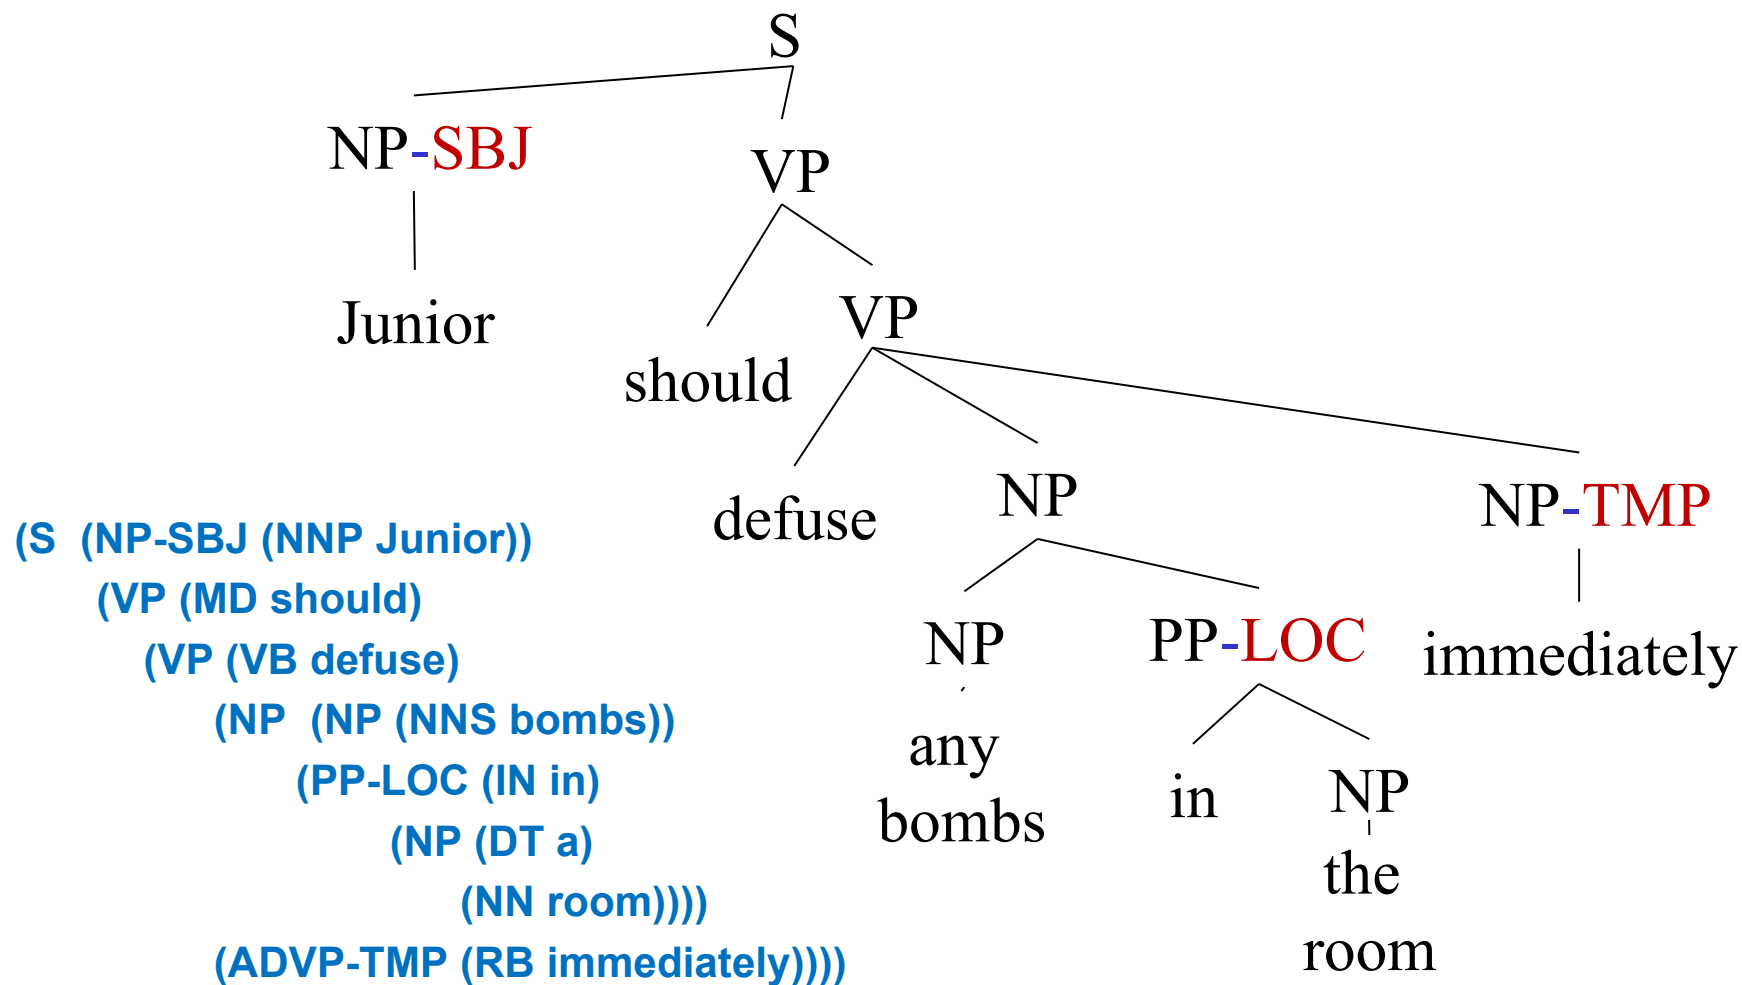 S
NP-SBJ
VP
Junior
VP
should
defuse
NP
NP-TMP
NP
PP-LOC
immediately
any
bombs
in
NP
the
room
(S (NP-SBJ (NNP Junior))
(VP (MD should)
(VP (VB defuse)
(NP (NP (NNS bombs))
(PP-LOC (IN in)
(NP (DT a)
(NN room))))
(ADVP-TMP (RB immediately))))